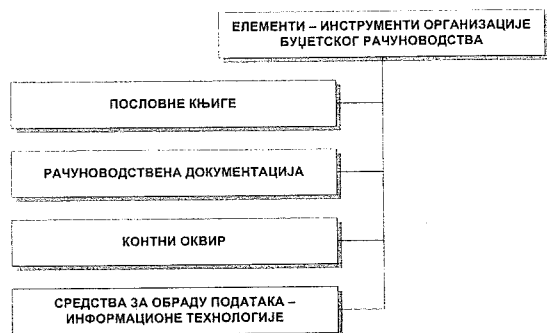 ЕЛЕМЕНТИ – ИНСТРУМЕНТИ ОРГАНИЗАЦИЈЕ
БУЏЕТСКОГ РАЧУНОВОДСТВА
ПОСЛОВНЕ КЊИГЕ
РАЧУНОВОДСТВЕНА ДОКУМЕНТАЦИЈА
КОНТНИ ОКВИР
СРЕДСТВА ЗА ОБРАДУ ПОДАТАКА –
ИНФОРМАЦИОНЕ ТЕХНОЛОГИЈЕ